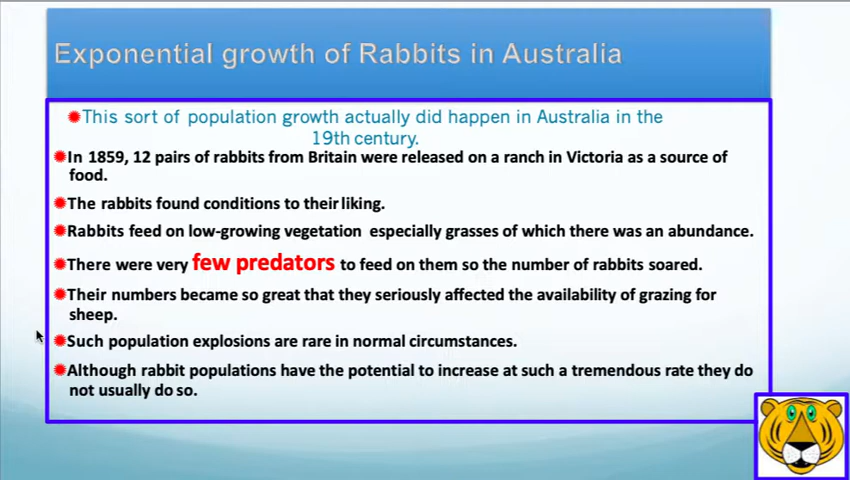 Exponential growth of Rabbits in Australia
This sort of population growth actually did happen in Australia in the
19th century.
In 1859, 12 pairs of rabbits from Britain were released on a ranch in Victoria as a source of
food.
The rabbits found conditions to their liking.
Rabbits feed on low-growing vegetation especially grasses of which there was an abundance.
There were very few predators to feed on them so the number of rabbits soared.
Their numbers became so great that they seriously affected the availability of grazing for
sheep.
Such population explosions are rare in normal circumstances.
Although rabbit populations have the potential to increase at such a tremendous rate they do
not usually do so.